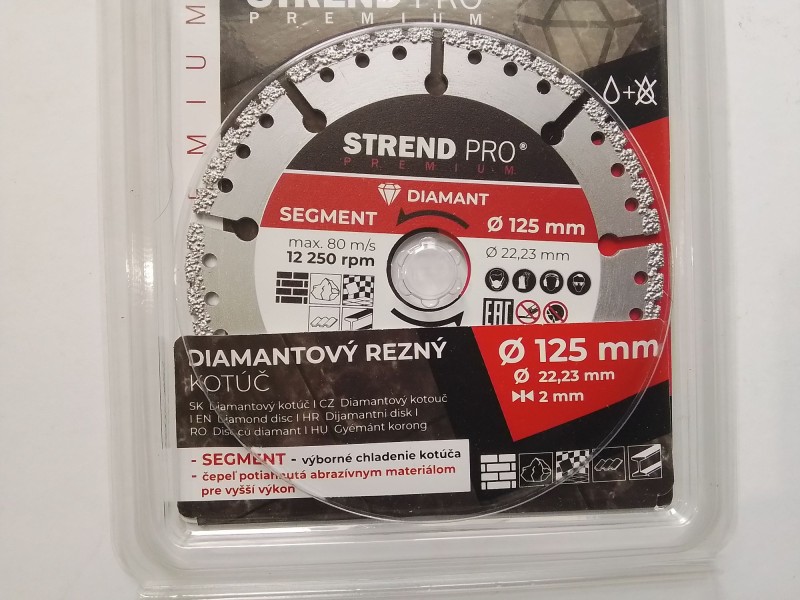 STREND PRO
PREMIUM
MIUM
STREND PRO®
PREMIUM
DIAMANT
SEGMENT
Ø 125 mm
max. 80 m/s
12 250 rpm
Ø 22,23 mm
EAC
DIAMANTOVÝ REZNÝ
KOTÚČ
SK Diamantový kotúč I CZ Diamantový kotouč
I EN Diamond disc I HR Dijamantni disk I
RO Disc cu diamant I HU Gyémánt korong
- SEGMENT - výborné chladenie kotúča
- čepeľ potiahnutá abrazívnym materiálom
pre vyšší výkon
Ø 125 mm
Ø 22,23 mm
2 mm